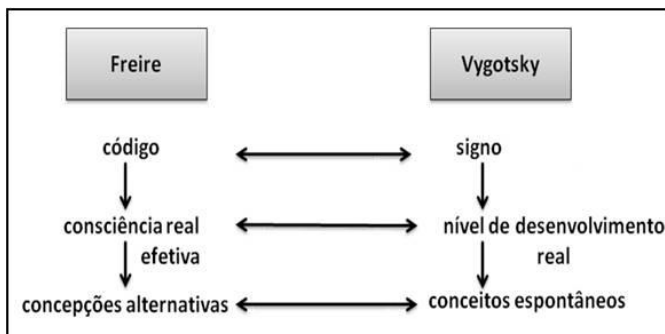 Freire
Vygotsky
código
signo
consciência real
efetiva
nível de desenvolvimento
real
concepções alternativas
conceitos espontâneos